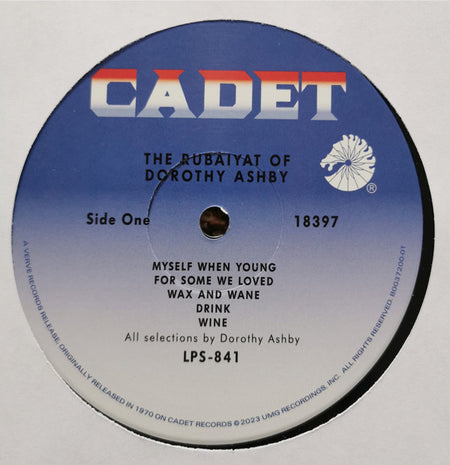 CADET
THE RUBAIYAT OF
DOROTHY ASHBY
®
Side One
18397
MYSELF WHEN YOUNG
FOR SOME WE LOVED
WAX AND WANE
DRINK
WINE
All selections by Dorothy Ashby
LPS-841
A VERVE RECORDS RELEASE. ORIGINALLY RELEASED IN 1970 ON CADET RECORDS ©2023 UMG RECORDINGS, INC. ALL RIGHTS RESERVED. B0037200-01